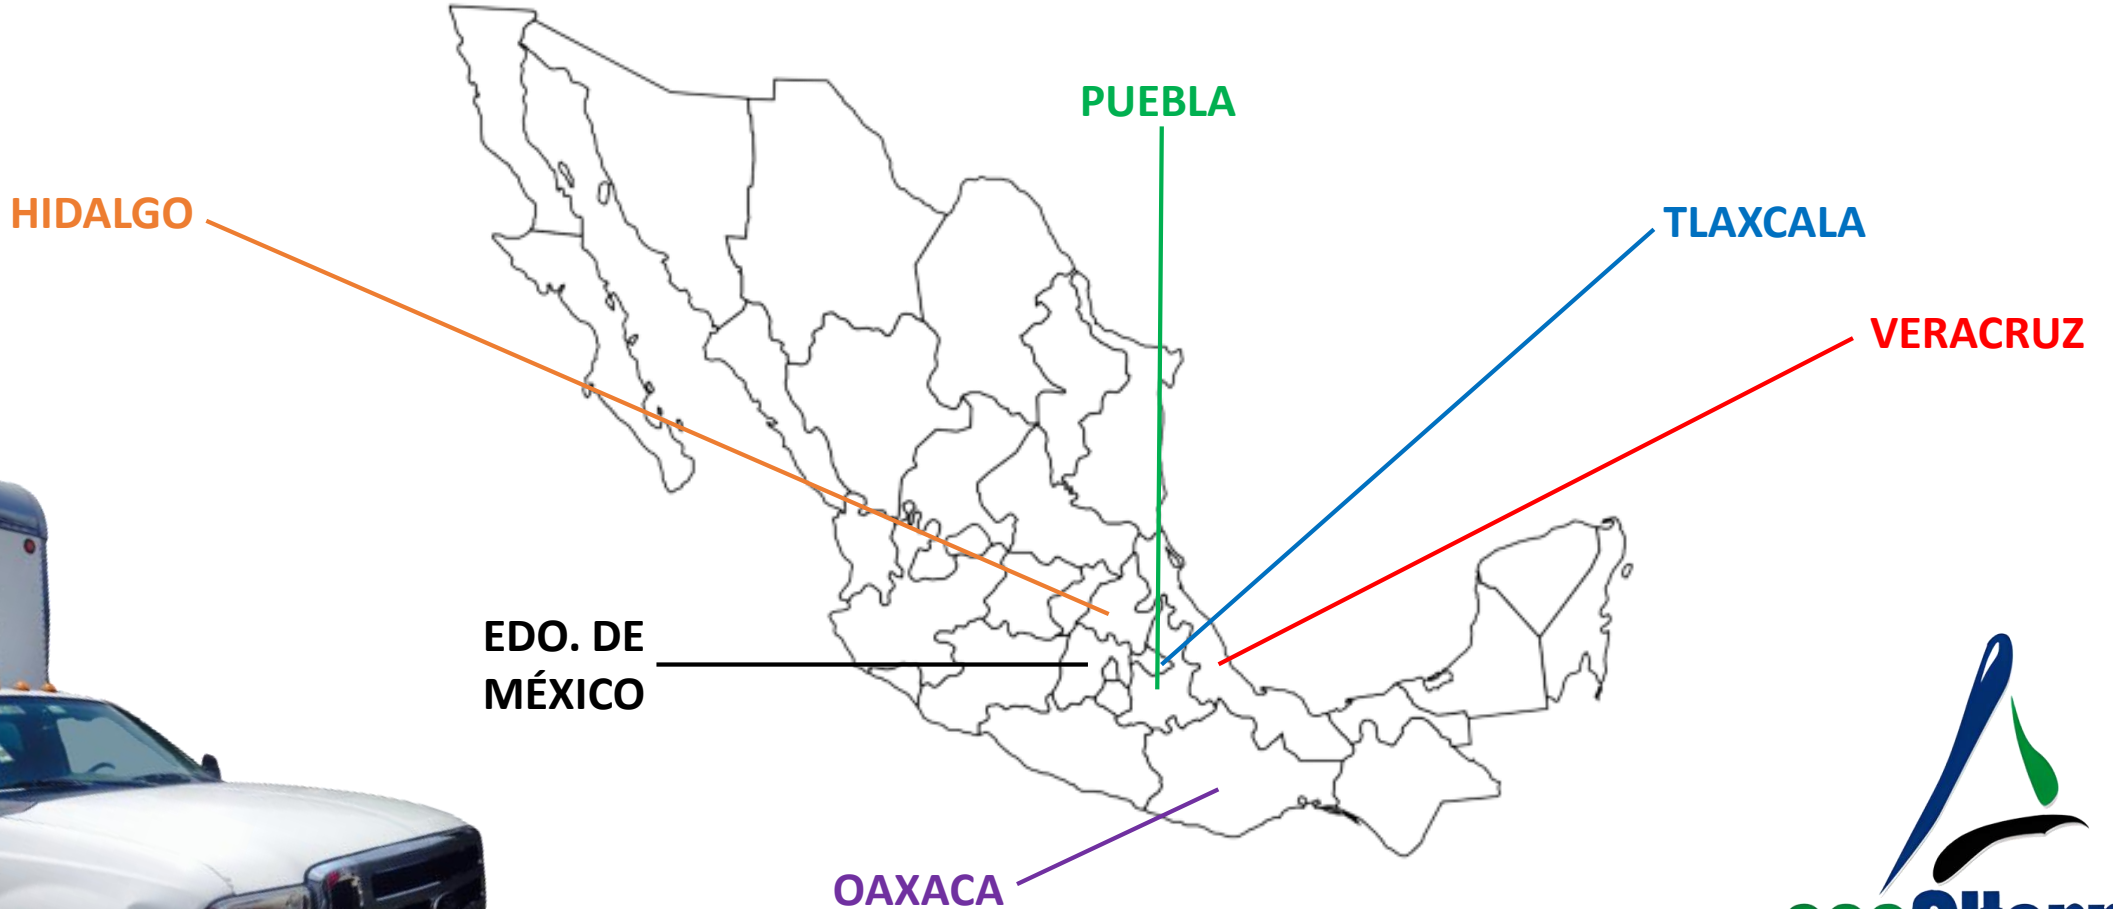 PUEBLA
HIDALGO
TLAXCALA
VERACRUZ
EDO. DE
MÉXICO
OAXACA